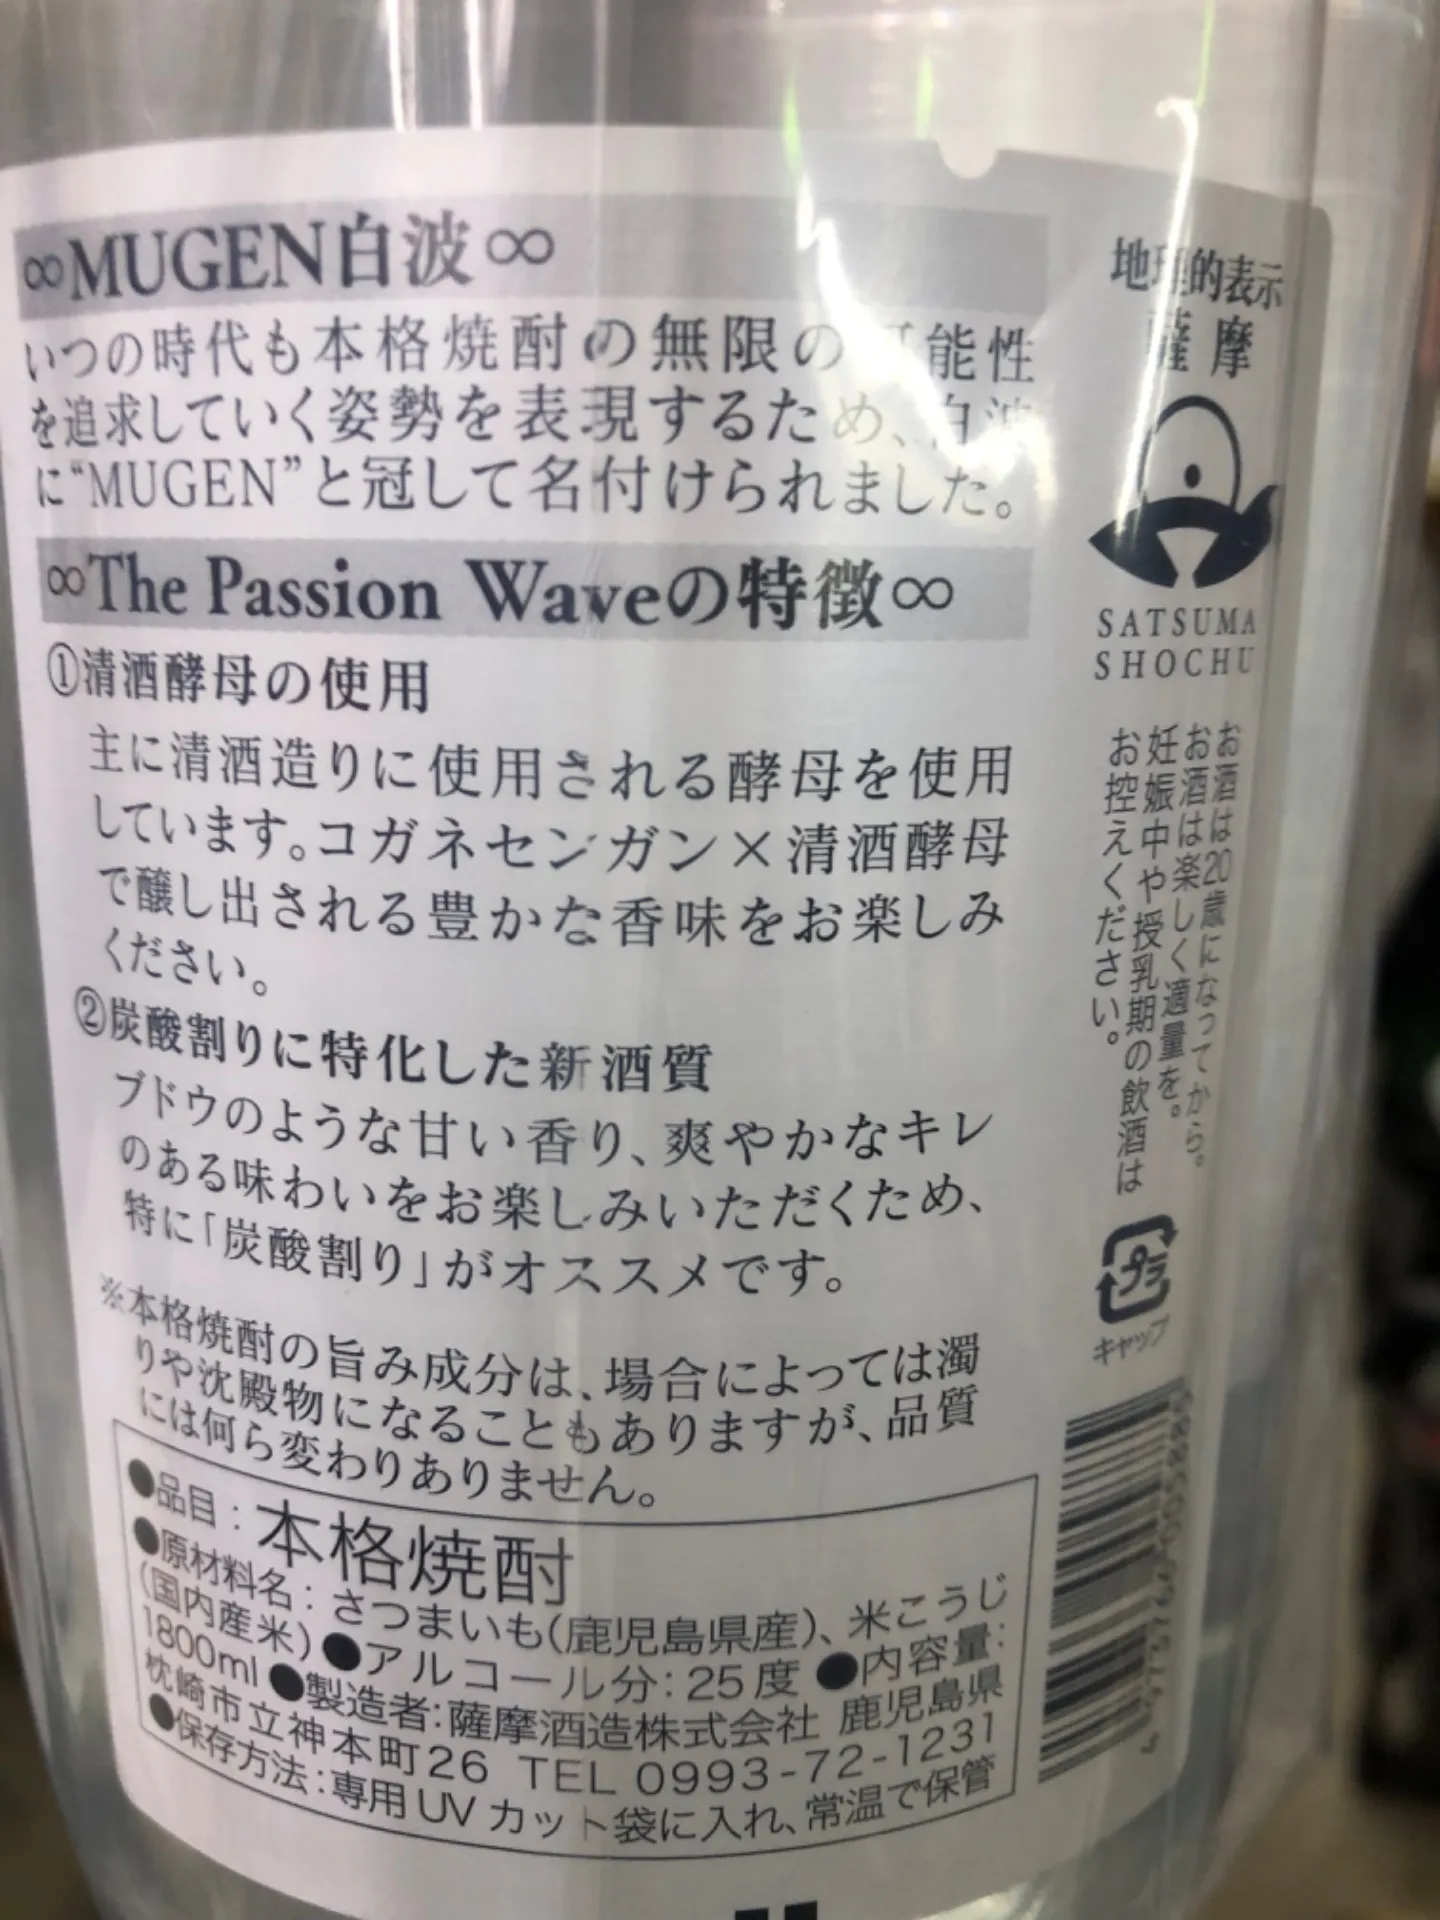 ∞MUGEN白波∞
いつの時代も本格焼酎の無限の可能性
を追求していく姿勢を表現するため、白波
に“MUGEN”と冠して名付けられました。
∞The Passion Waveの特徴∞
①清酒酵母の使用
主に清酒造りに使用される酵母を使用
しています。コガネセンガン×清酒酵母
で醸し出される豊かな香味をお楽しみ
ください。
②炭酸割りに特化した新酒質
ブドウのような甘い香り、爽やかなキレ
のある味わいをお楽しみいただくため、
特に「炭酸割り」がオススメです。
※本格焼酎の旨み成分は、場合によっては濁
りや沈殿物になることもありますが、品質
には何ら変わりありません。
●品目：本格焼酎
●原材料名：さつまいも(鹿児島県産)、米こうじ
(国内産米)●アルコール分：25度●内容量：
1800ml●製造者：薩摩酒造株式会社 鹿児島県
枕崎市立神本町26 TEL 0993-72-1231
●保存方法：専用UVカット袋に入れ、常温で保管
地理的表示
薩摩
SATSUMA
SHOCHU
お酒は20歳になってから。
お酒は楽しく適量を。
妊娠中や授乳期の飲酒は
お控えください。
プラ
キャップ